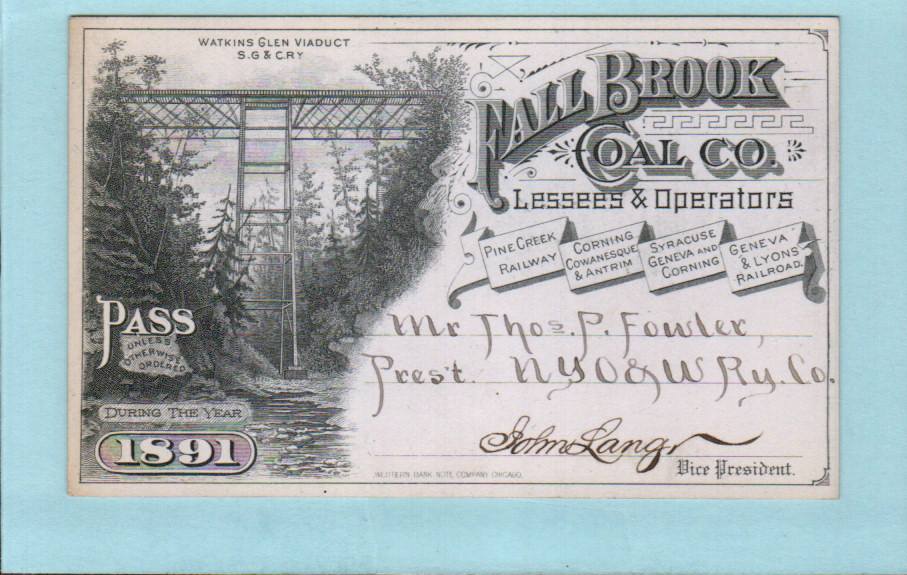 WATKINS GLEN VIADUCT
S.G & C.RY
FALL BROOK
COAL CO.
Lessees & Operators
PINE CREEK
RAILWAY
CORNING
COWANESQUE
& ANTRIM
SYRACUSE
GENEVA AND
CORNING
GENEVA
& LYONS
RAILROAD.
PASS
UNLESS
OTHERWISE
ORDERED
DURING THE YEAR
1891
Mr Thos. P. Fowler,
Prest. NYO&W Ry. Co.
John Lang
Vice President.
WESTERN BANK NOTE COMPANY CHICAGO.